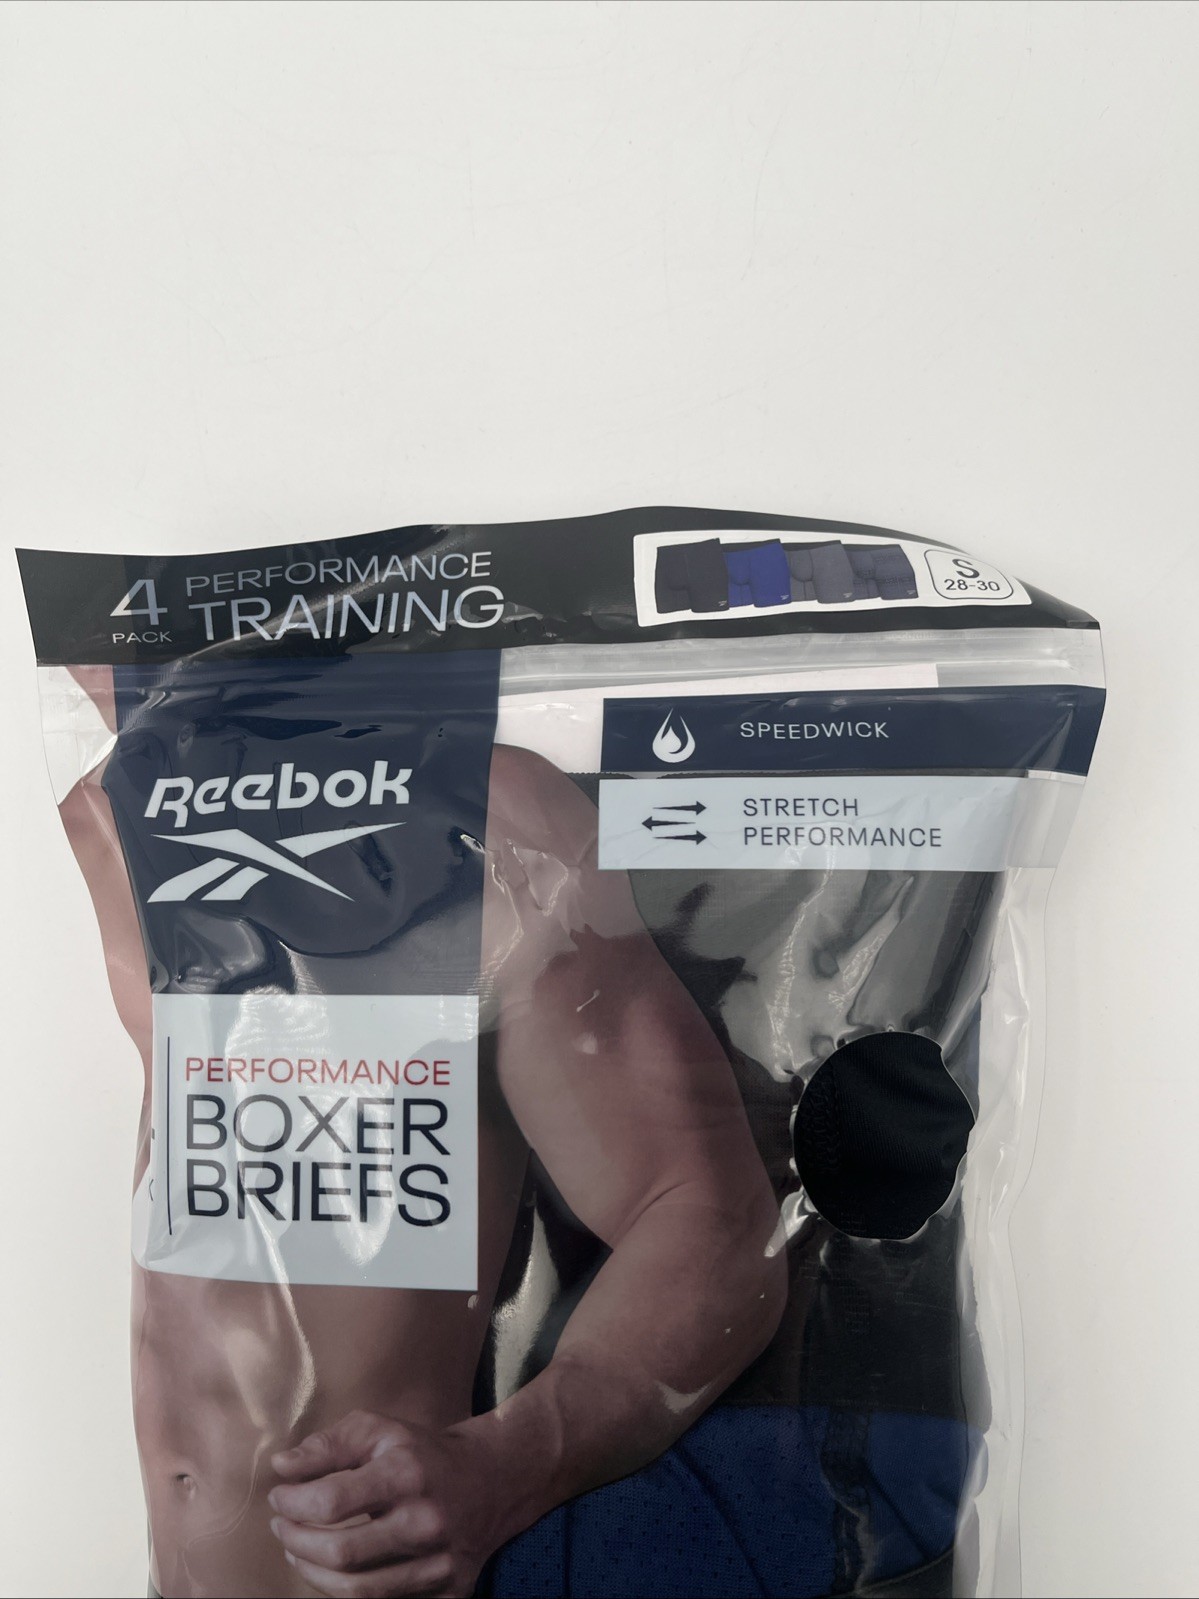 4
PACK
PERFORMANCE
TRAINING
S
28-30
Reebok
SPEEDWICK
STRETCH
PERFORMANCE
PERFORMANCE
BOXER
BRIEFS